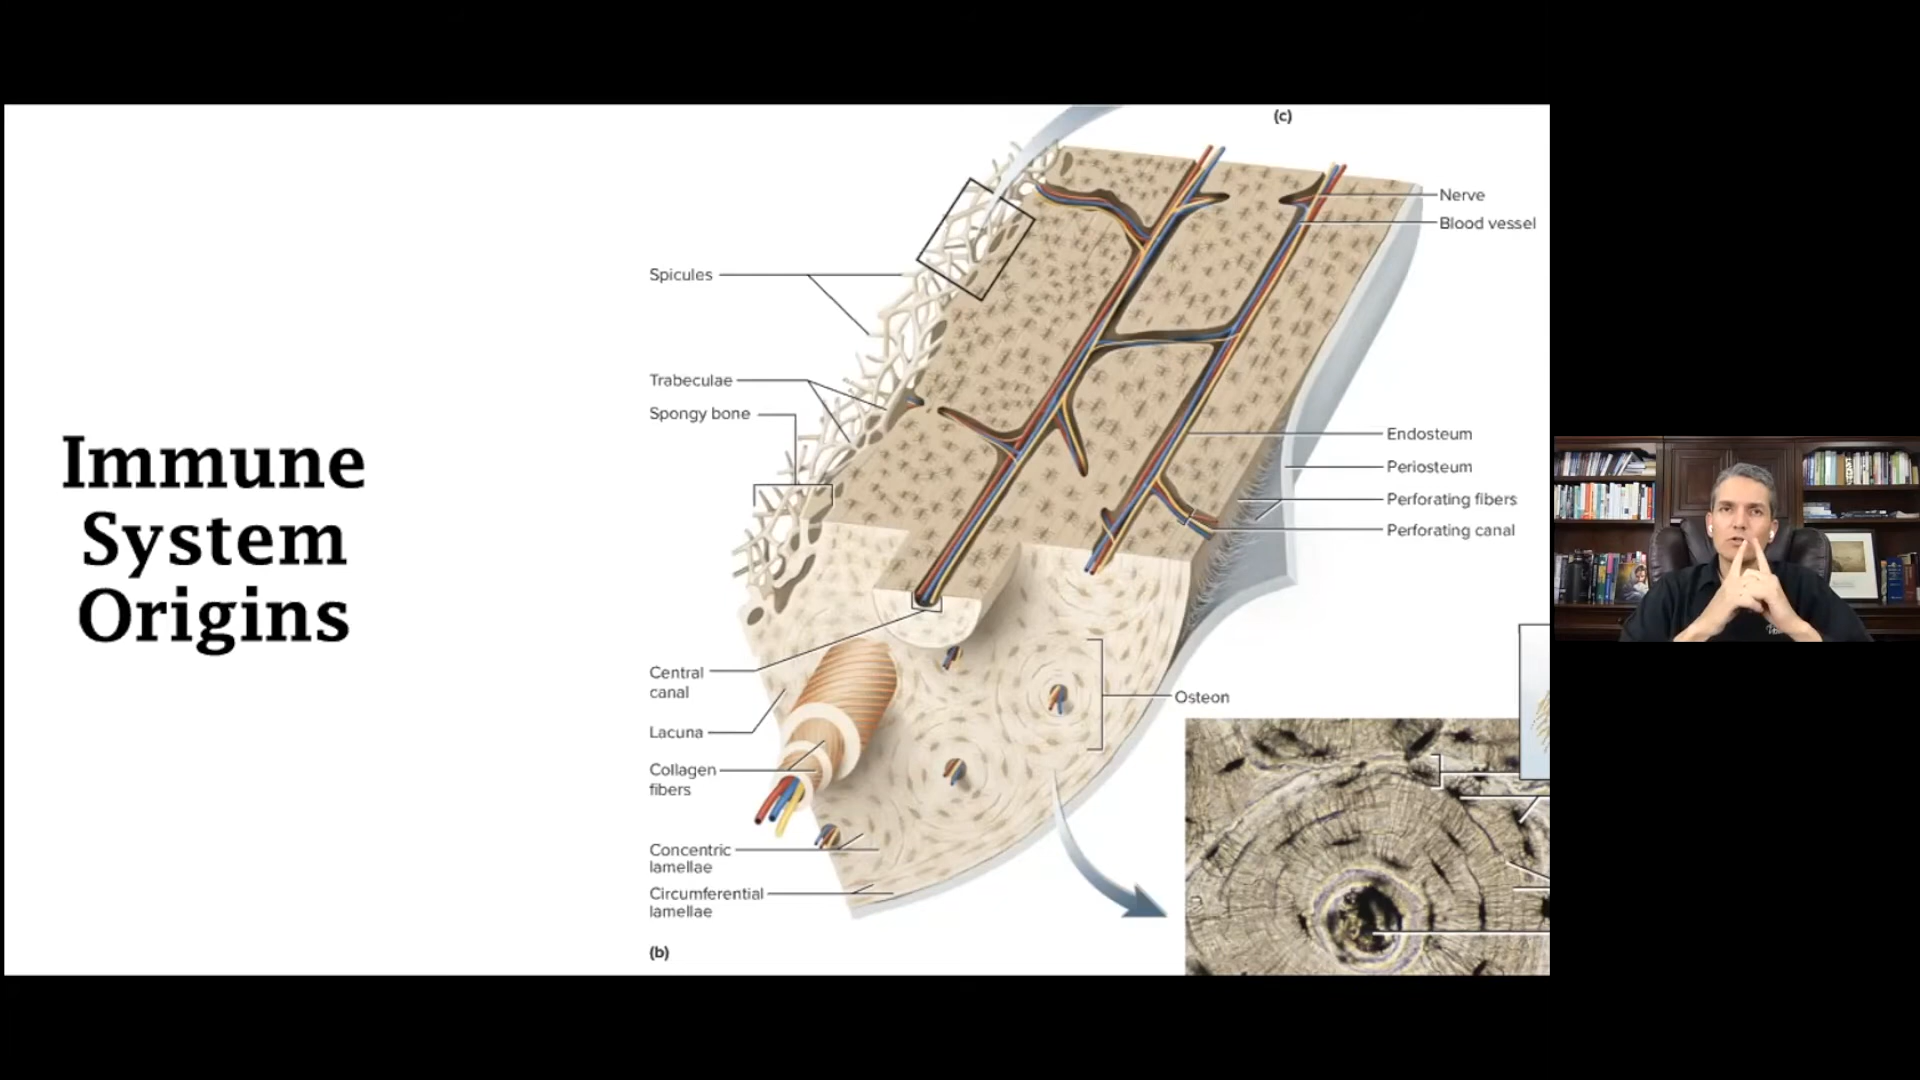 Immune
System
Origins
(c)
Nerve
Blood vessel
Spicules
Trabeculae
Spongy bone
Endosteum
Periosteum
Perforating fibers
Perforating canal
Central
canal
Osteon
Lacuna
Collagen
fibers
Concentric
lamellae
Circumferential
lamellae
(b)